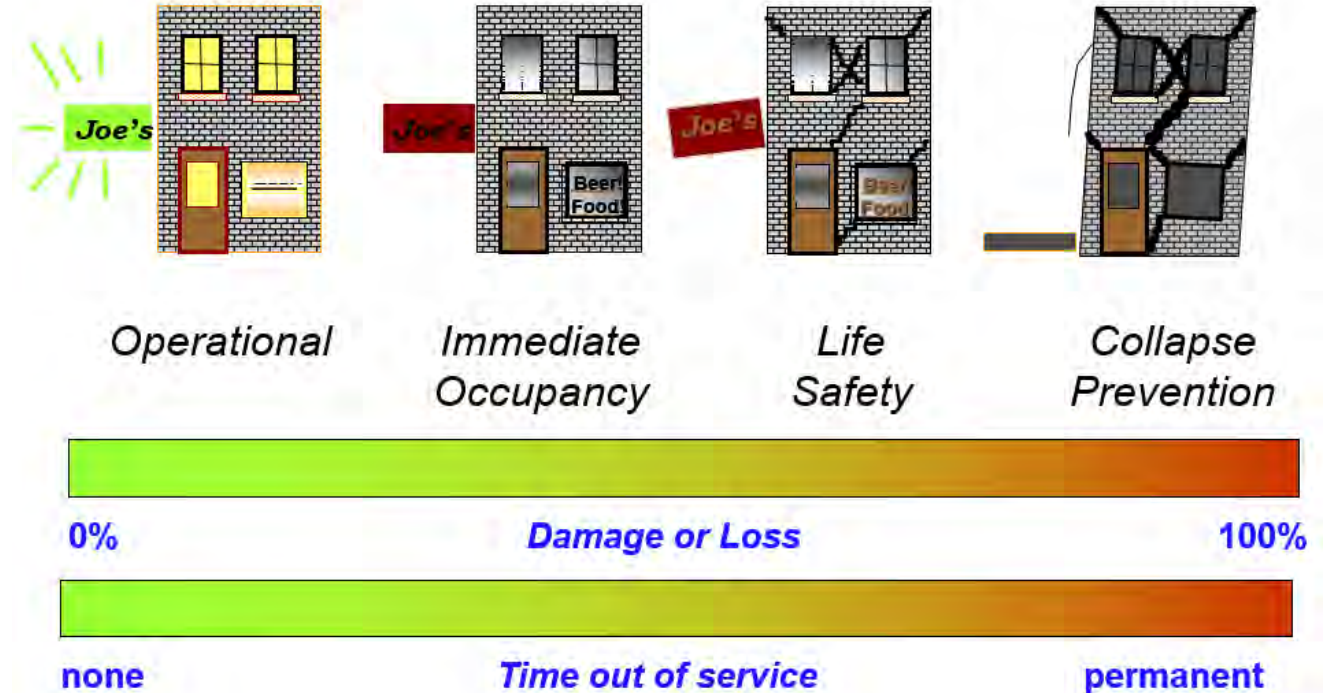 Joe's
Joe's
Joe's
Beer!
Food!
Beer!
Food
Operational
Immediate
Occupancy
Life
Safety
Collapse
Prevention
0%
Damage or Loss
100%
none
Time out of service
permanent